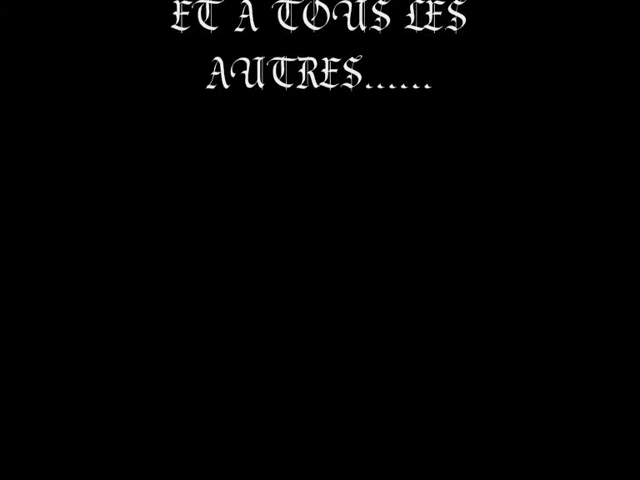 ET A TOUS LES
AUTRES......